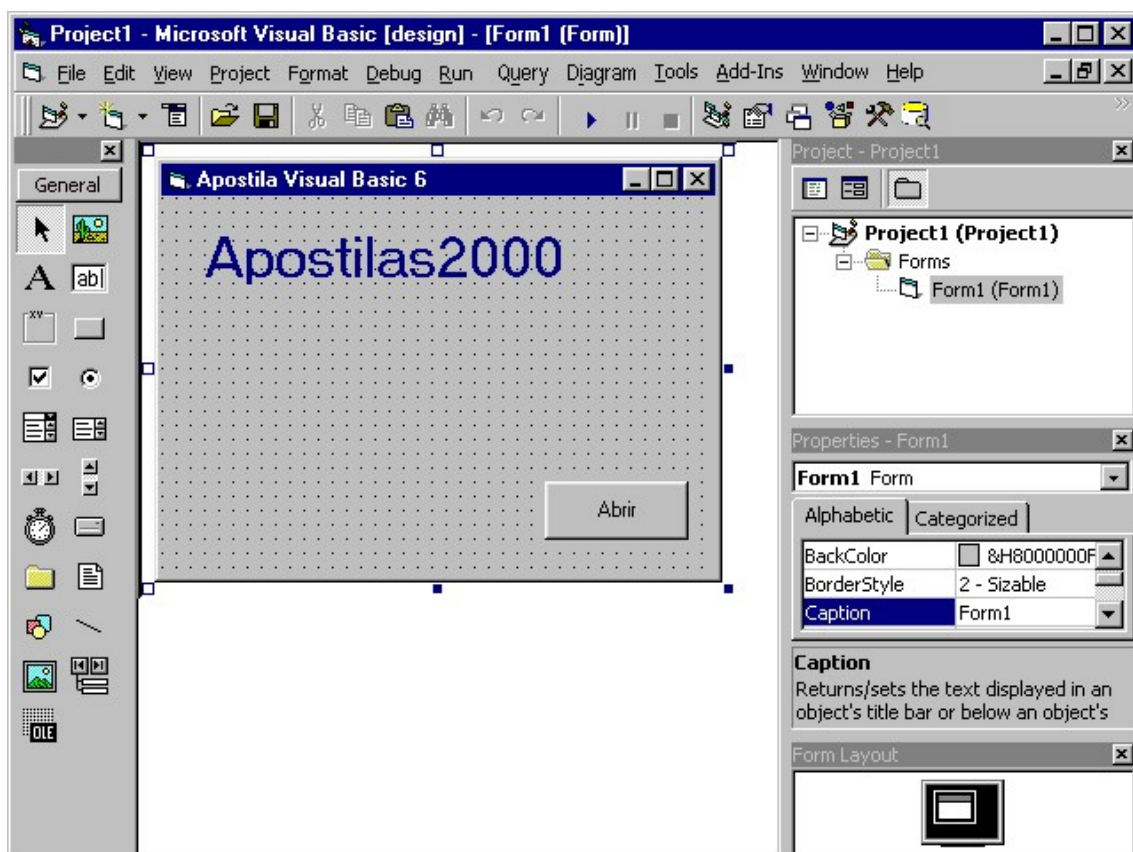 Project1 - Microsoft Visual Basic [design] - [Form1 (Form)]
File Edit View Project Format Debug Run Query Diagram Tools Add-Ins Window Help
General
A
ab
XY
OLE
Apostila Visual Basic 6
Apostilas2000
Abrir
Project - Project1
Project1 (Project1)
Forms
Form1 (Form1)
Properties - Form1
Form1 Form
Alphabetic Categorized
BackColor &H8000000F
BorderStyle 2 - Sizable
Caption Form1
Caption
Returns/sets the text displayed in an
object's title bar or below an object's
Form Layout